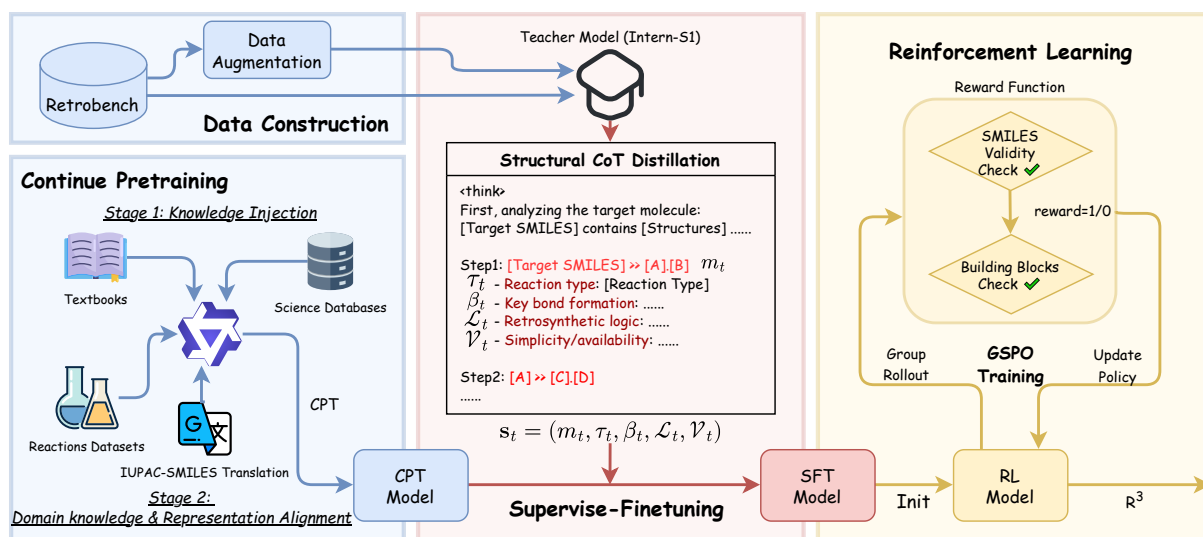 Data
Augmentation
Retrobench
Data Construction
Continue Pretraining
Stage 1: Knowledge Injection
Textbooks
Science Databases
Reactions Datasets
G
文
IUPAC-SMILES Translation
CPT
Stage 2:
Domain knowledge & Representation Alignment
CPT
Model
Teacher Model (Intern-S1)
Structural CoT Distillation
<think>
First, analyzing the target molecule:
[Target SMILES] contains [Structures] ......
Step1: [Target SMILES] >> [A].[B] m_t
τ_t - Reaction type: [Reaction Type]
β_t - Key bond formation: ......
ℒ_t - Retrosynthetic logic: ......
𝒱_t - Simplicity/availability: ......
Step2: [A] >> [C].[D]
......
s_t = (m_t, τ_t, β_t, ℒ_t, 𝒱_t)
Supervise-Finetuning
SFT
Model
Reinforcement Learning
Reward Function
SMILES
Validity
Check ✓
reward=1/0
Building Blocks
Check ✓
Group
Rollout
GSPO
Training
Update
Policy
Init
RL
Model
R^3